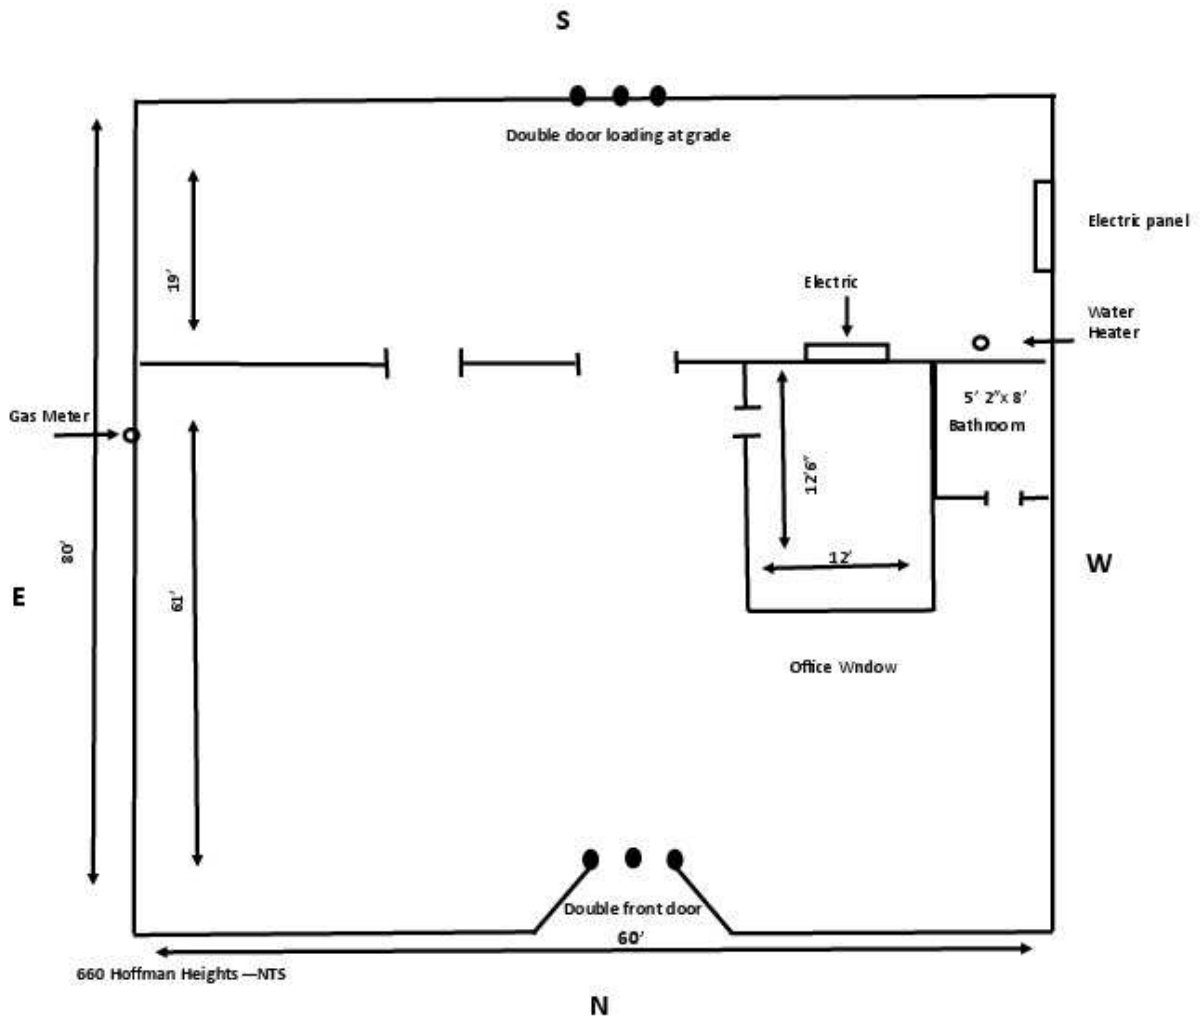 S
Double door loading at grade
Electric panel
19'
Electric
Water
Heater
Gas Meter
5' 2"x 8'
Bathroom
12'6"
80'
12'
W
E
61'
Office Wndow
Double front door
60'
660 Hoffman Heights —NTS
N